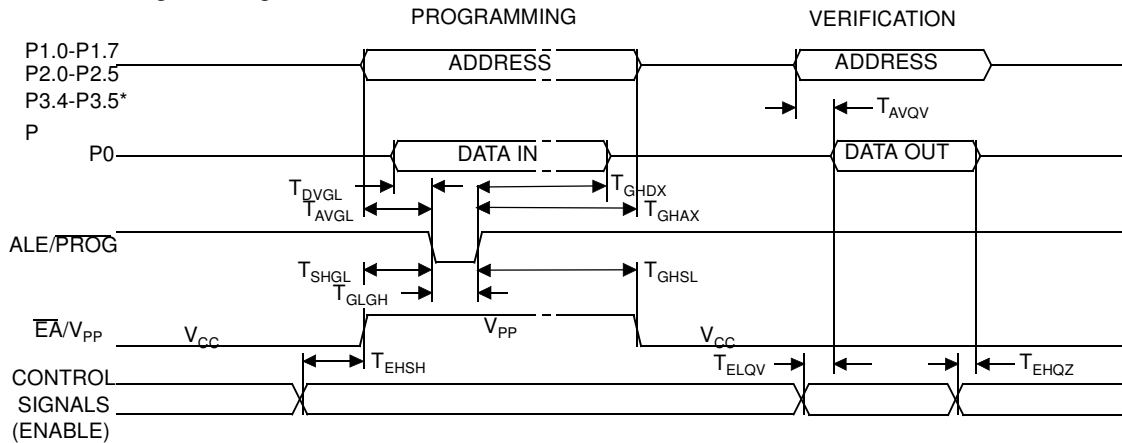 PROGRAMMING
VERIFICATION
P1.0-P1.7
P2.0-P2.5
P3.4-P3.5*
P
ADDRESS
ADDRESS
TAVQV
P0
DATA IN
DATA OUT
TDVGL
TGHDX
TAVGL
TGHAX
ALE/PROG
TSHGL
TGHSL
TGLGH
EA/VPP
VCC
VPP
VCC
TEHSH
TELQV
TEHQZ
CONTROL
SIGNALS
(ENABLE)